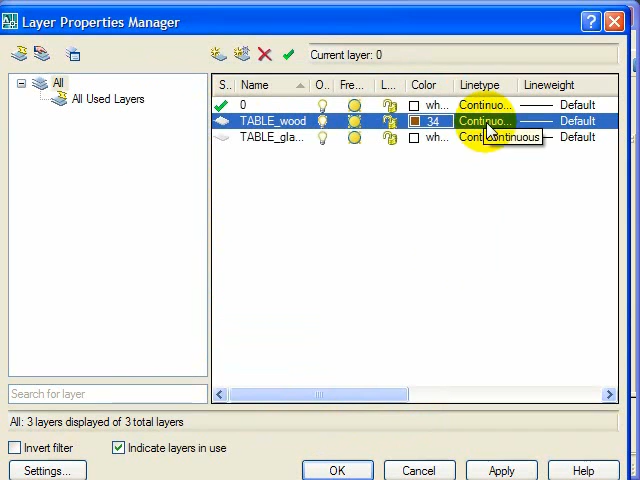 Layer Properties Manager
Current layer: 0
All
All Used Layers
S.. Name O.. Fre... L... Color Linetype Lineweight
0 wh... Continuo... Default
TABLE_wood 34 Continuo... Default
TABLE_gla... wh... Default
Continuous
Search for layer
All: 3 layers displayed of 3 total layers
Invert filter Indicate layers in use
Settings... OK Cancel Apply Help